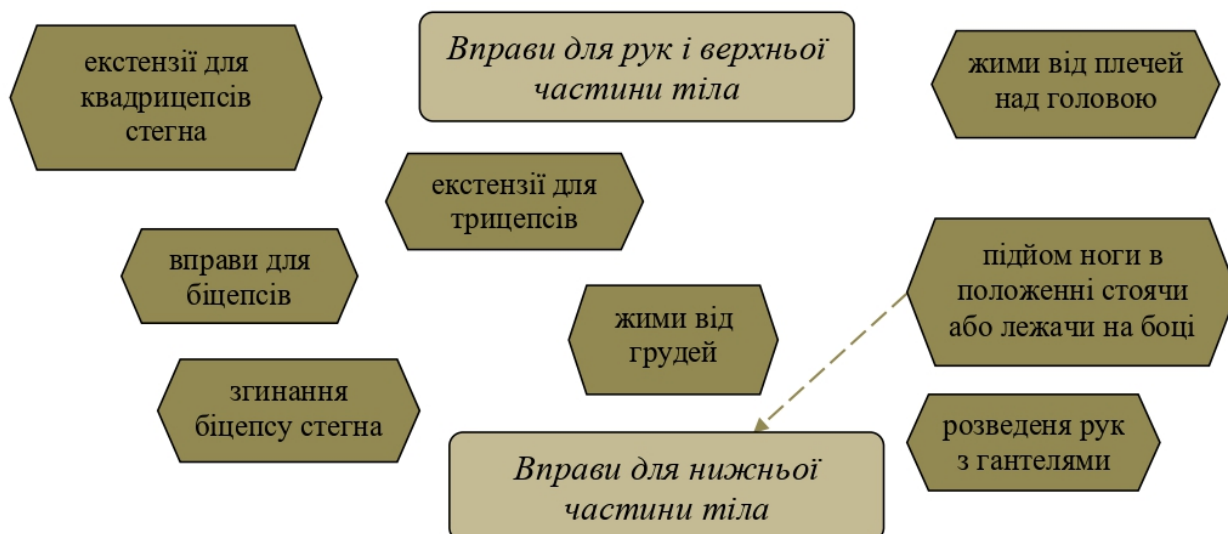 екстензії для
квадрицепсів
стегна
Вправи для рук і верхньої
частини тіла
жими від плечей
над головою
екстензії для
трицепсів
вправи для
біцепсів
підйом ноги в
положенні стоячи
або лежачи на боці
жими від
грудей
згинання
біцепсу стегна
розведеня рук
з гантелями
Вправи для нижньої
частини тіла